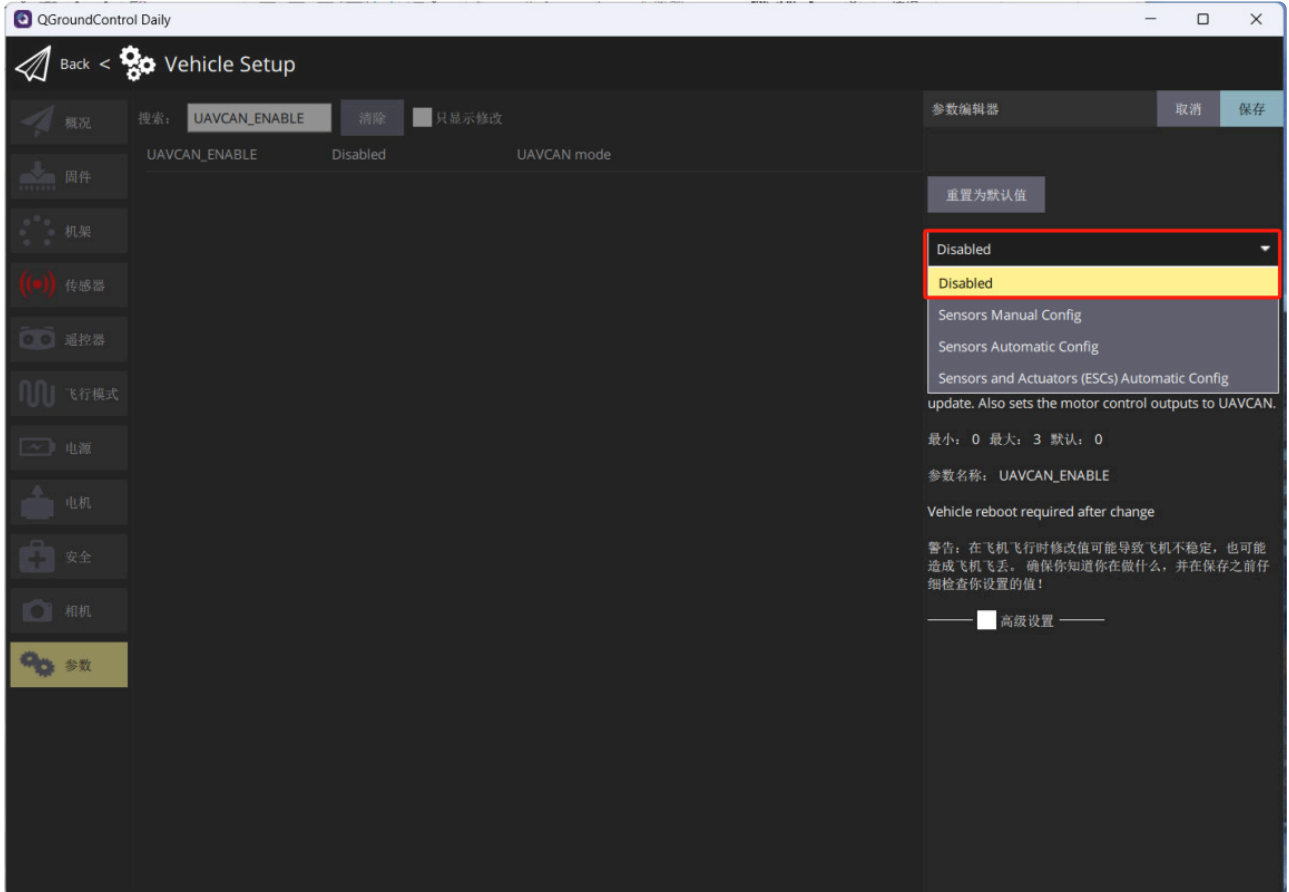 QGroundControl Daily
Back < Vehicle Setup
概况
固件
机架
传感器
遥控器
飞行模式
电源
电机
安全
相机
参数
搜索： UAVCAN_ENABLE 清除 只显示修改
UAVCAN_ENABLE Disabled UAVCAN mode
参数编辑器 取消 保存
重置为默认值
Disabled
Disabled
Sensors Manual Config
Sensors Automatic Config
Sensors and Actuators (ESCs) Automatic Config
update. Also sets the motor control outputs to UAVCAN.
最小： 0 最大： 3 默认： 0
参数名称： UAVCAN_ENABLE
Vehicle reboot required after change
警告：在飞机飞行时修改值可能导致飞机不稳定，也可能
造成飞机飞丢。 确保你知道你在做什么，并在保存之前仔
细检查你设置的值！
高级设置